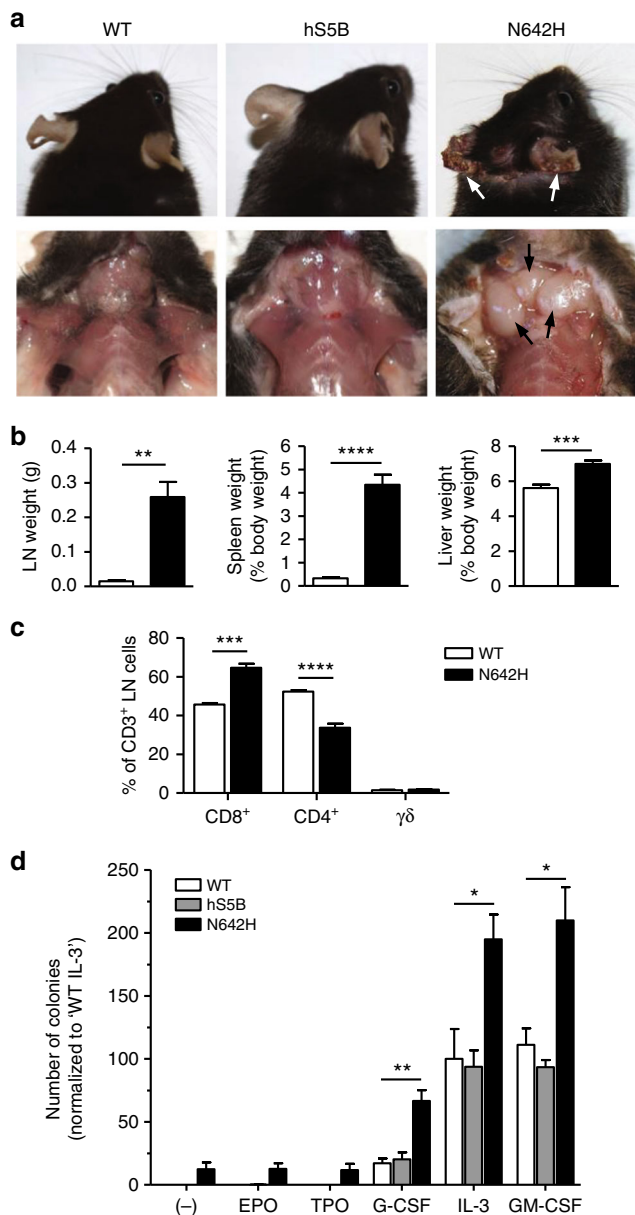 a
WT hS5B N642H
b
LN weight (g)
0.4
0.3
0.2
0.1
0.0
**
Spleen weight
(% body weight)
6
5
4
3
2
1
0
****
Liver weight
(% body weight)
8
6
4
2
0
***
c
% of CD3+ LN cells
80
60
40
20
0
***
****
CD8+ CD4+ γδ
WT
N642H
d
Number of colonies
(normalized to ‘WT IL-3’)
250
200
150
100
50
0
WT
hS5B
N642H
**
*
*
(–) EPO TPO G-CSF IL-3 GM-CSF